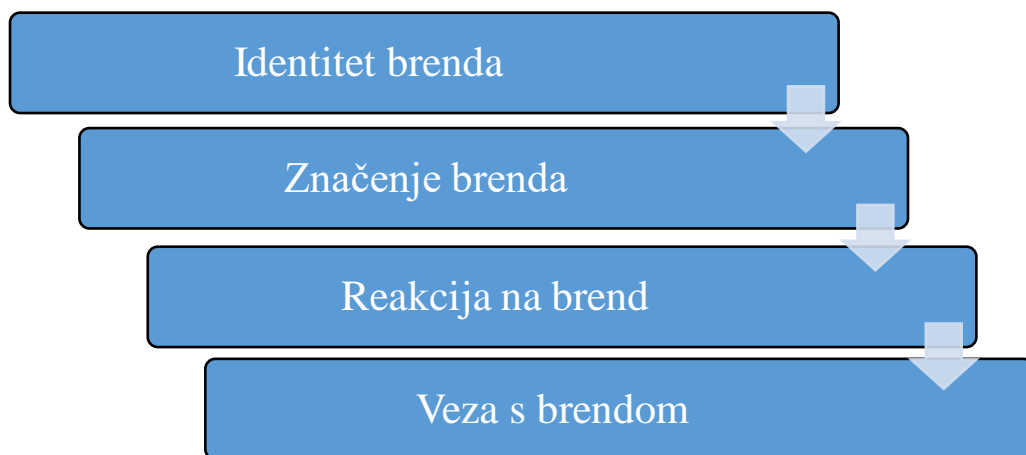 Identitet brenda
Značenje brenda
Reakcija na brend
Veza s brendom